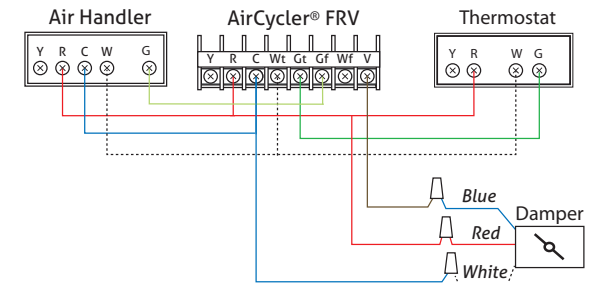 Air Handler AirCycler® FRV Thermostat
Y R C W G
Y R C Wt Gt Gf Wf V
Y R W G
Blue
Damper
Red
White